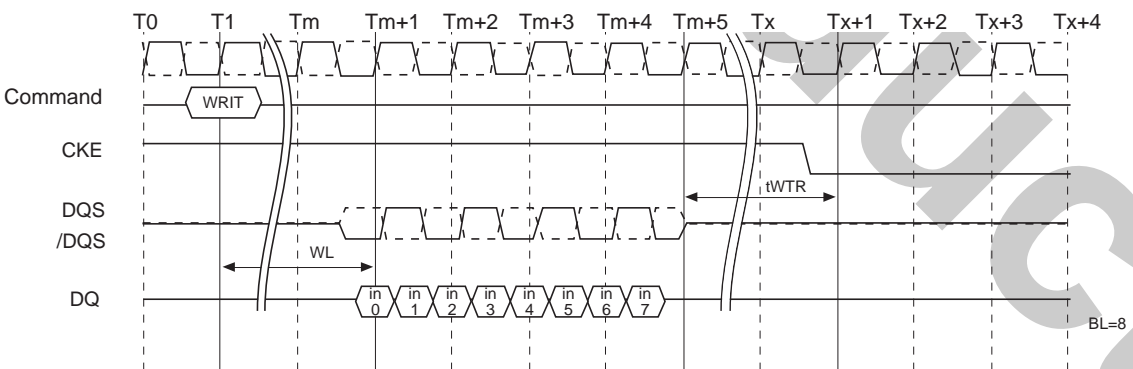 T0 T1 Tm Tm+1 Tm+2 Tm+3 Tm+4 Tm+5 Tx Tx+1 Tx+2 Tx+3 Tx+4
Command
WRIT
CKE
tWTR
DQS
/DQS
WL
DQ
in in in in in in in in
0 1 2 3 4 5 6 7
BL=8